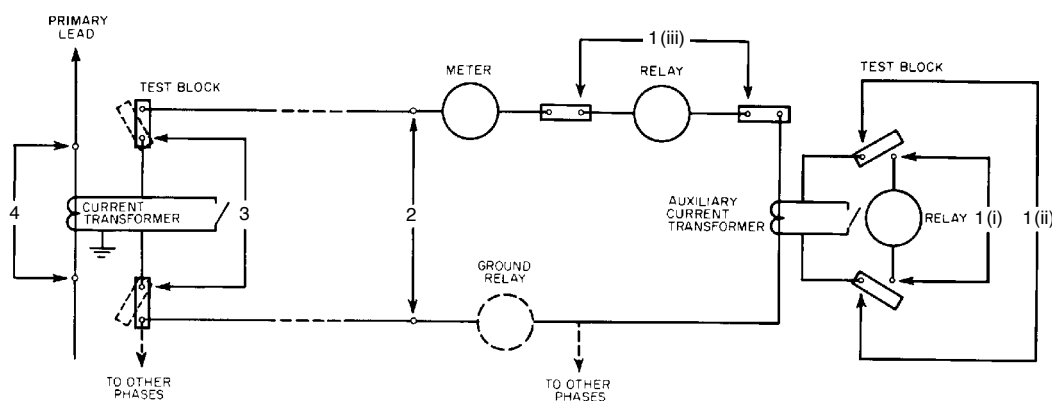 PRIMARY
LEAD
TEST BLOCK
METER
1(iii)
RELAY
TEST BLOCK
4
CURRENT
TRANSFORMER
3
2
AUXILIARY
CURRENT
TRANSFORMER
RELAY
1(i)
1(ii)
GROUND
RELAY
TO OTHER
PHASES
TO OTHER
PHASES